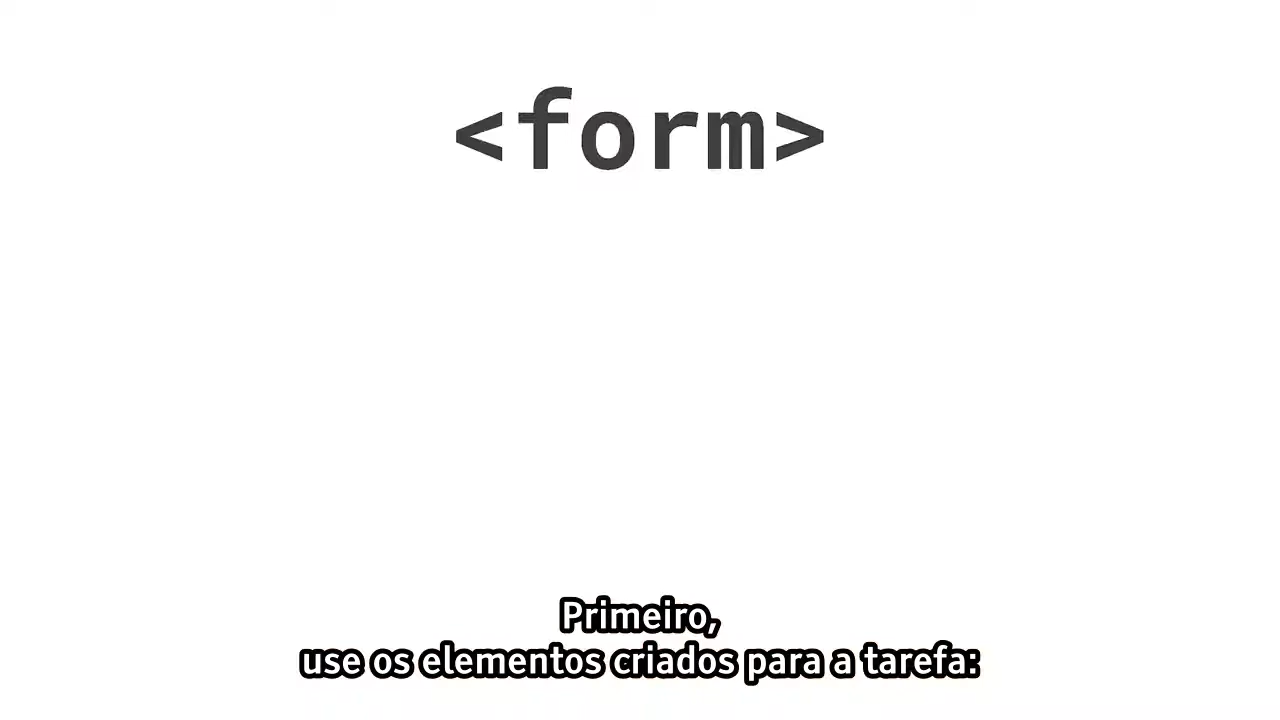 <form>
Primeiro,
use os elementos criados para a tarefa: